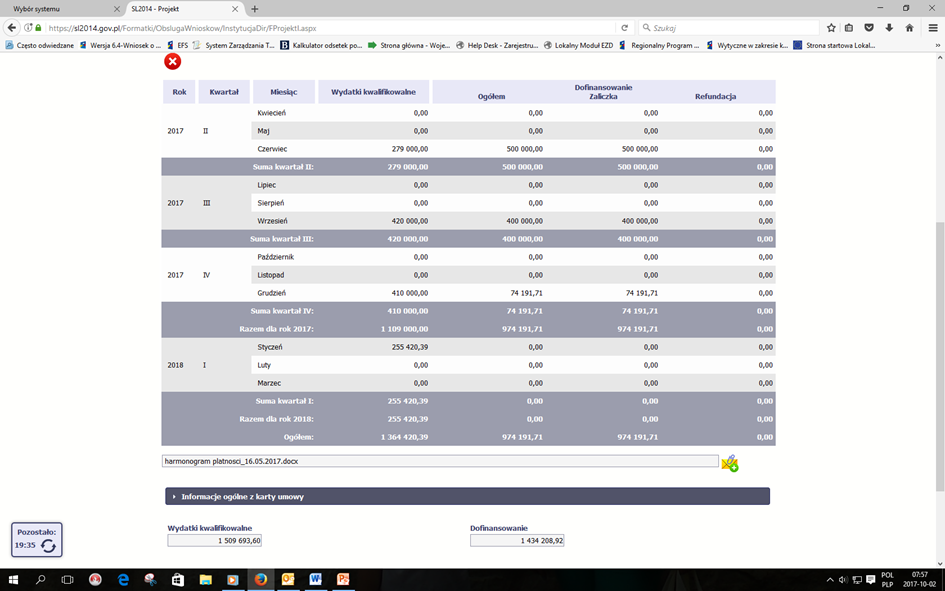 Wybór systemu
SL2014 - Projekt
https://sl2014.gov.pl/Formatki/ObslugaWnioskow/InstytucjaDir/FProjektI.aspx
Szukaj
Często odwiedzane Wersja 6.4-Wniosek o ... EFS System Zarządzania T... Kalkulator odsetek po... Strona główna - Woje... Help Desk - Zarejestru... Lokalny Moduł EZD Regionalny Program ... Wytyczne w zakresie k... Strona startowa Lokal... »
Dofinansowanie
Rok Kwartał Miesiąc Wydatki kwalifikowalne Ogółem Zaliczka Refundacja
Kwiecień 0,00 0,00 0,00 0,00
2017 II Maj 0,00 0,00 0,00 0,00
Czerwiec 279 000,00 500 000,00 500 000,00 0,00
Suma kwartał II: 279 000,00 500 000,00 500 000,00 0,00
Lipiec 0,00 0,00 0,00 0,00
2017 III Sierpień 0,00 0,00 0,00 0,00
Wrzesień 420 000,00 400 000,00 400 000,00 0,00
Suma kwartał III: 420 000,00 400 000,00 400 000,00 0,00
Październik 0,00 0,00 0,00 0,00
2017 IV Listopad 0,00 0,00 0,00 0,00
Grudzień 410 000,00 74 191,71 74 191,71 0,00
Suma kwartał IV: 410 000,00 74 191,71 74 191,71 0,00
Razem dla rok 2017: 1 109 000,00 974 191,71 974 191,71 0,00
Styczeń 255 420,39 0,00 0,00 0,00
2018 I Luty 0,00 0,00 0,00 0,00
Marzec 0,00 0,00 0,00 0,00
Suma kwartał I: 255 420,39 0,00 0,00 0,00
Razem dla rok 2018: 255 420,39 0,00 0,00 0,00
Ogółem: 1 364 420,39 974 191,71 974 191,71 0,00
harmonogram platnosci_16.05.2017.docx
Informacje ogólne z karty umowy
Wydatki kwalifikowalne Dofinansowanie
1 509 693,60 1 434 208,92
Pozostało:
19:35
POL 07:57
PLP 2017-10-02